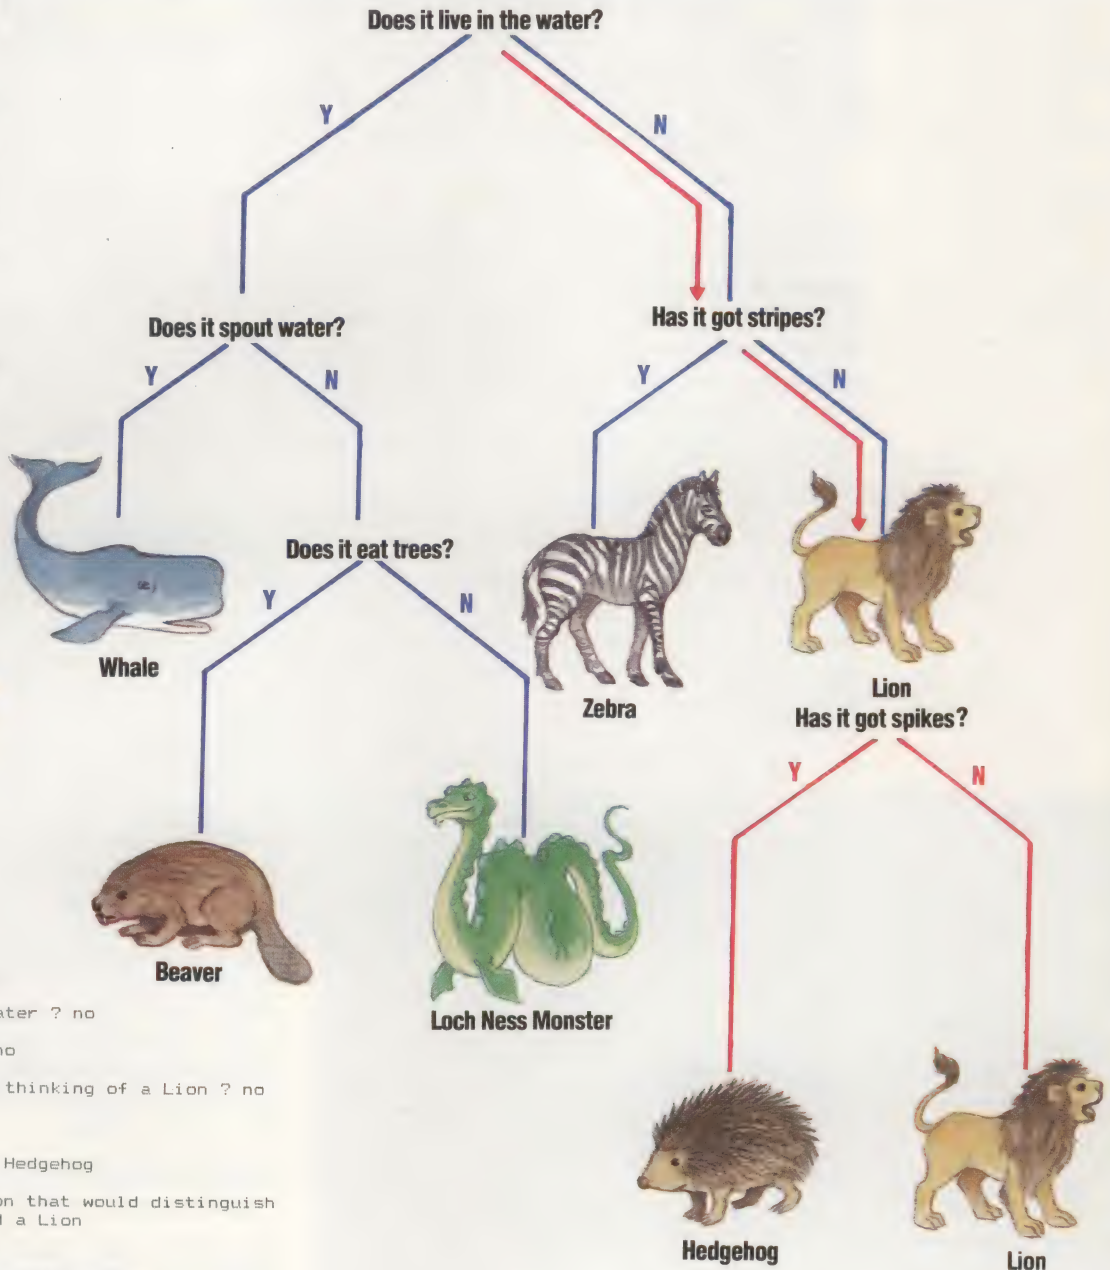 Does it live in the water?
Y
N
Does it spout water?
Has it got stripes?
Y
N
Y
N
Does it eat trees?
Y
N
Whale
Zebra
Lion
Has it got spikes?
Y
N
Beaver
Loch Ness Monster
ater ? no
no
thinking of a Lion ? no
Hedgehog
on that would distinguish
a Lion
Hedgehog
Lion